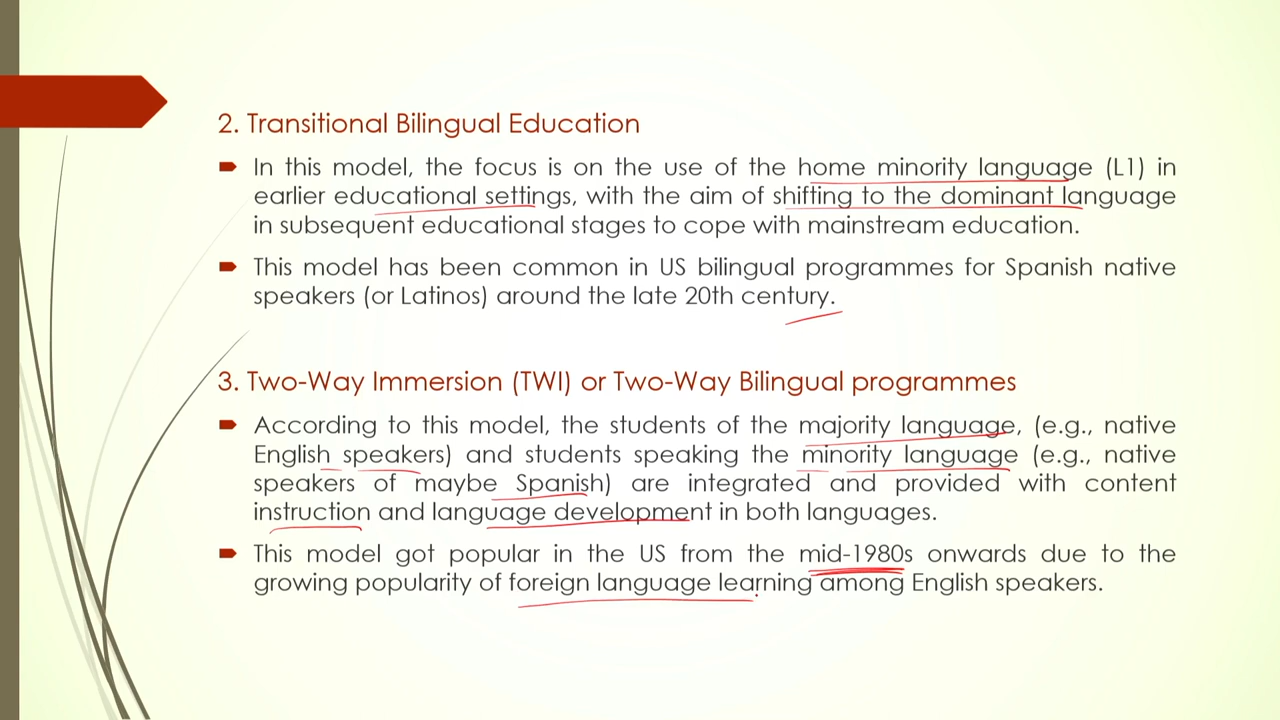 2. Transitional Bilingual Education
In this model, the focus is on the use of the home minority language (L1) in
earlier educational settings, with the aim of shifting to the dominant language
in subsequent educational stages to cope with mainstream education.
This model has been common in US bilingual programmes for Spanish native
speakers (or Latinos) around the late 20th century.
3. Two-Way Immersion (TWI) or Two-Way Bilingual programmes
According to this model, the students of the majority language, (e.g., native
English speakers) and students speaking the minority language (e.g., native
speakers of maybe Spanish) are integrated and provided with content
instruction and language development in both languages.
This model got popular in the US from the mid-1980s onwards due to the
growing popularity of foreign language learning among English speakers.